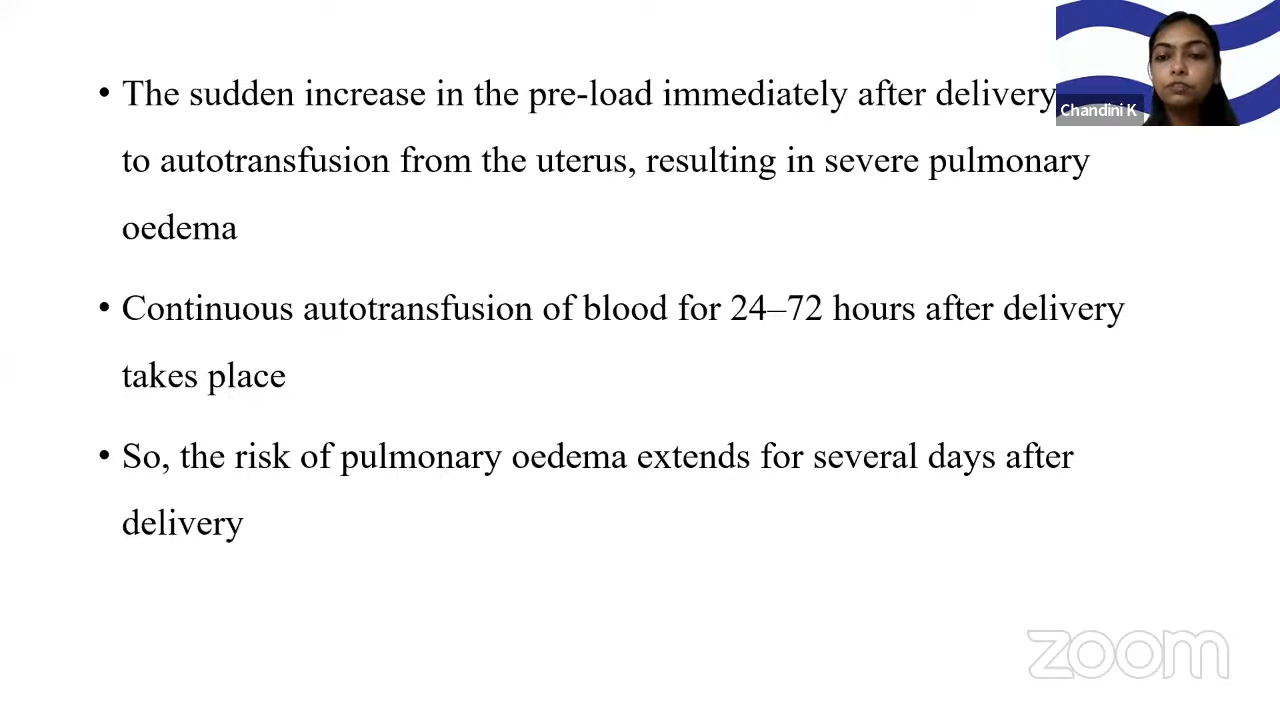 • The sudden increase in the pre-load immediately after delivery
to autotransfusion from the uterus, resulting in severe pulmonary
oedema
• Continuous autotransfusion of blood for 24–72 hours after delivery
takes place
• So, the risk of pulmonary oedema extends for several days after
delivery
Chandini K
zoom